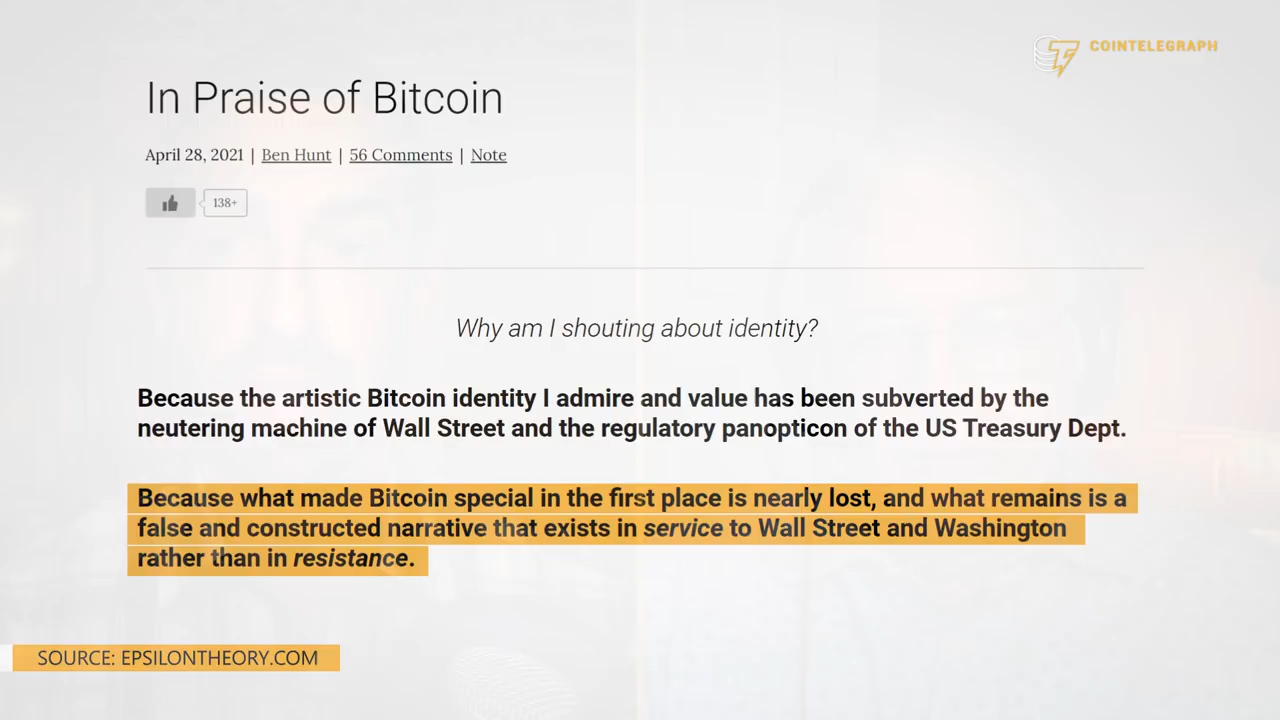 COINTELEGRAPH
In Praise of Bitcoin
April 28, 2021 | Ben Hunt | 56 Comments | Note
138+
Why am I shouting about identity?
Because the artistic Bitcoin identity I admire and value has been subverted by the
neutering machine of Wall Street and the regulatory panopticon of the US Treasury Dept.
Because what made Bitcoin special in the first place is nearly lost, and what remains is a
false and constructed narrative that exists in service to Wall Street and Washington
rather than in resistance.
SOURCE: EPSILONTHEORY.COM